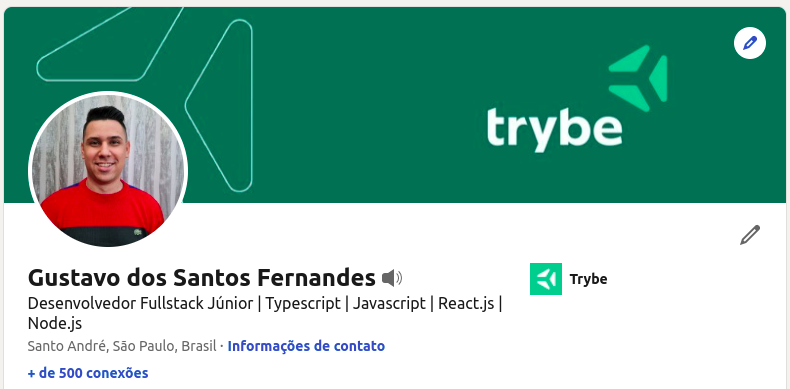 trybe
Gustavo dos Santos Fernandes
Trybe
Desenvolvedor Fullstack Júnior | Typescript | Javascript | React.js |
Node.js
Santo André, São Paulo, Brasil · Informações de contato
+ de 500 conexões